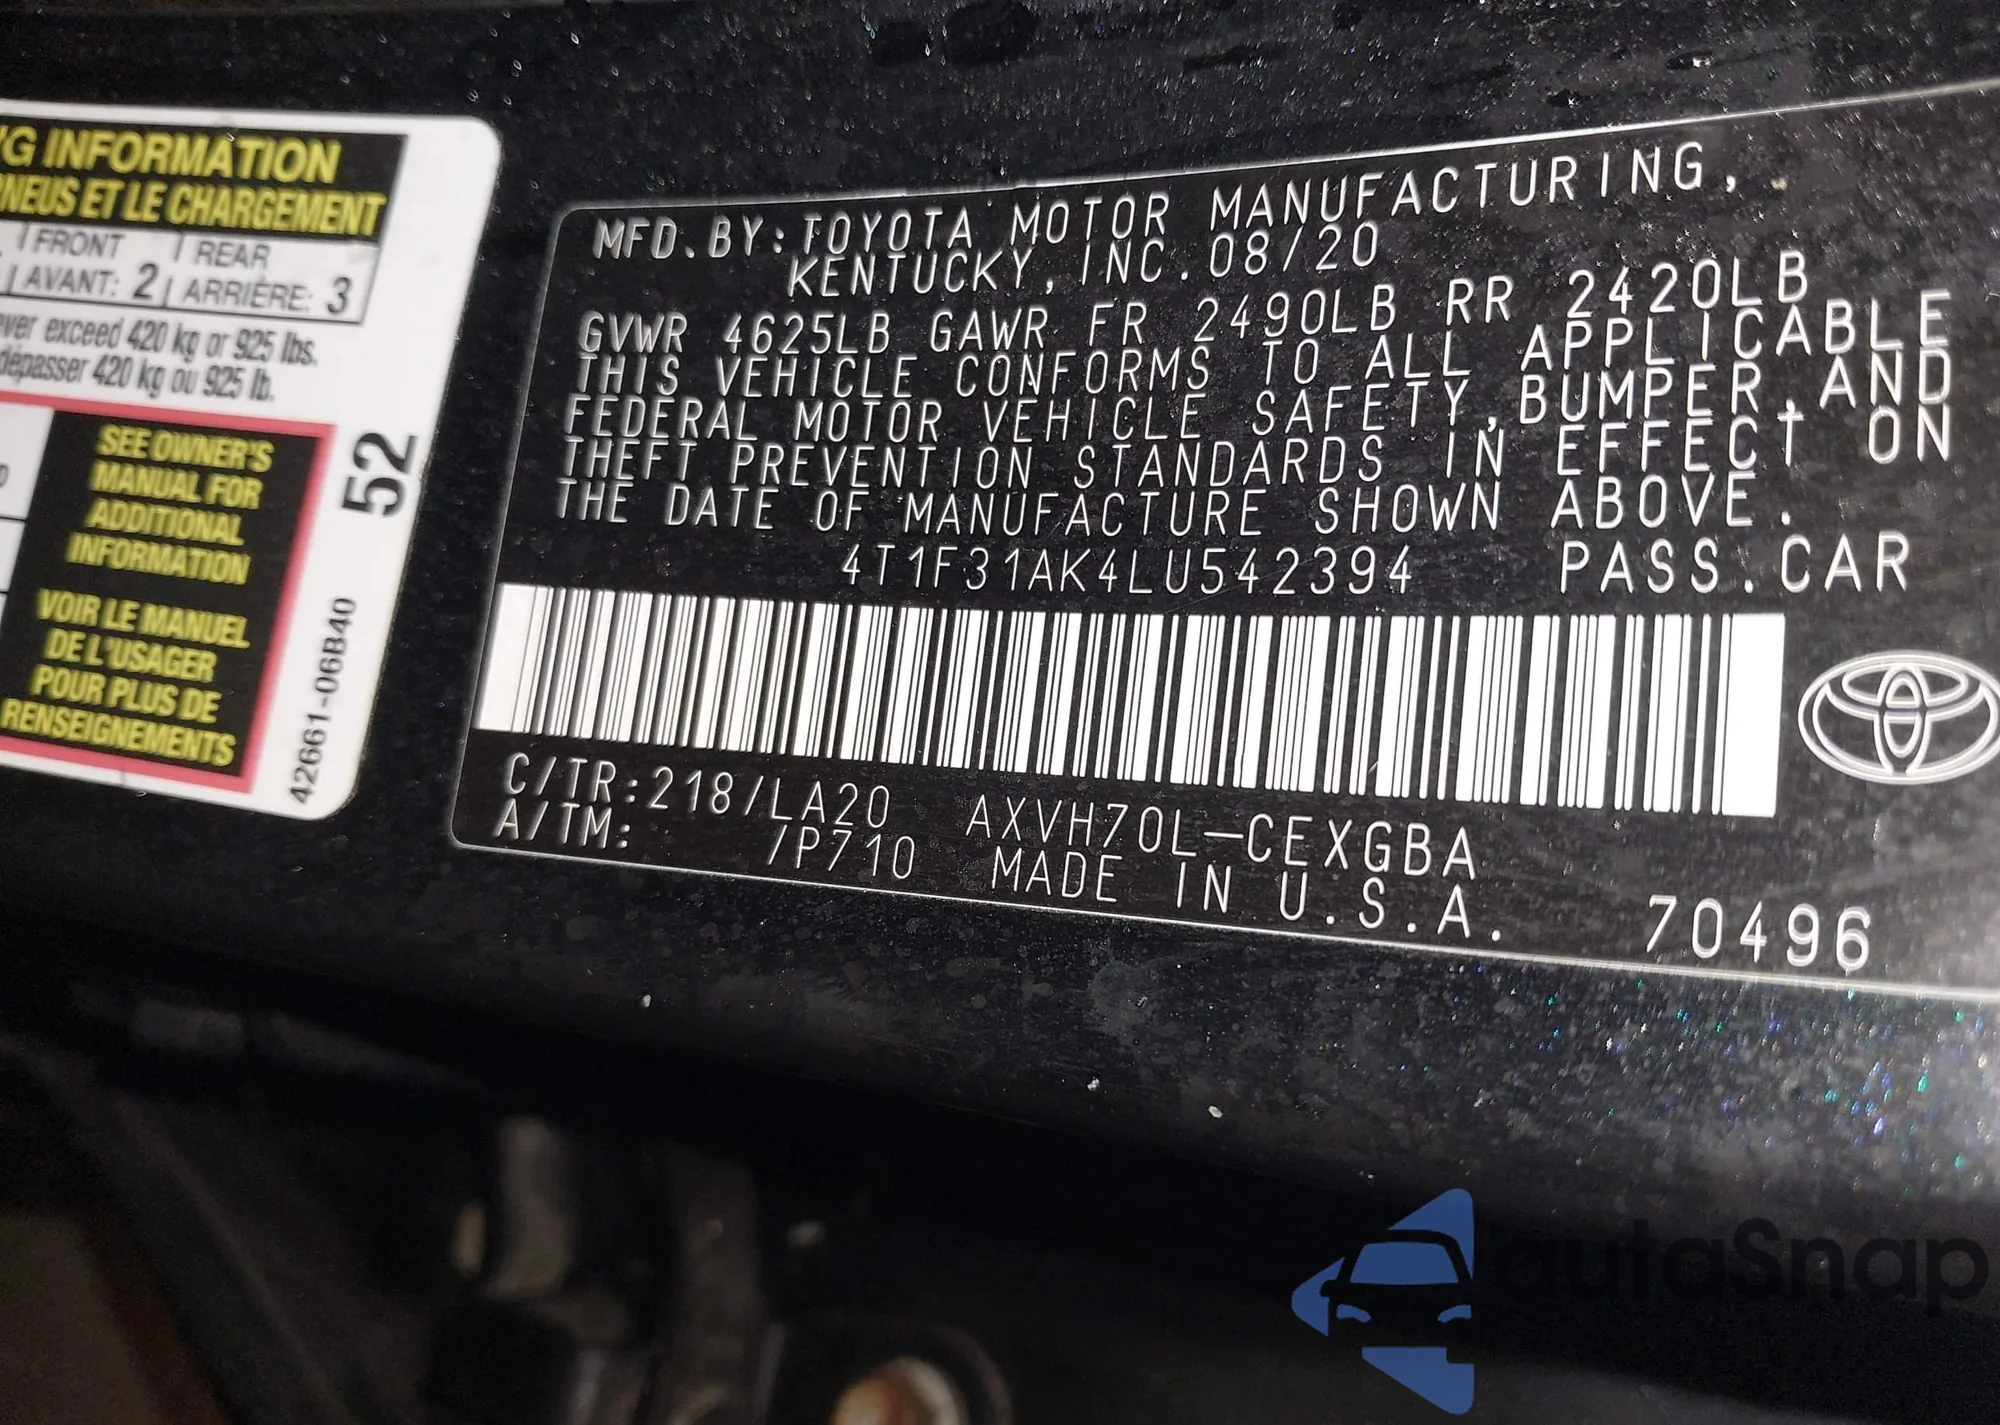 G INFORMATION
RNEUS ET LE CHARGEMENT
FRONT REAR
AVANT: 2 ARRIÈRE: 3
ever exceed 420 kg or 925 lbs.
dépasser 420 kg ou 925 lb.
SEE OWNER'S
MANUAL FOR
ADDITIONAL
INFORMATION
VOIR LE MANUEL
DE L'USAGER
POUR PLUS DE
RENSEIGNEMENTS
52
42661-06B40
MFD. BY: TOYOTA MOTOR MANUFACTURING,
KENTUCKY, INC. 08/20
GVWR 4625LB GAWR FR 2490LB RR 2420LB
THIS VEHICLE CONFORMS TO ALL APPLICABLE
FEDERAL MOTOR VEHICLE SAFETY, BUMPER, AND
THEFT PREVENTION STANDARDS IN EFFECT ON
THE DATE OF MANUFACTURE SHOWN ABOVE.
4T1F31AK4LU542394 PASS. CAR
C/TR: 218/LA20 AXVH70L-CEXGBA
A/TM: /P710 MADE IN U.S.A. 70496
autoSnap